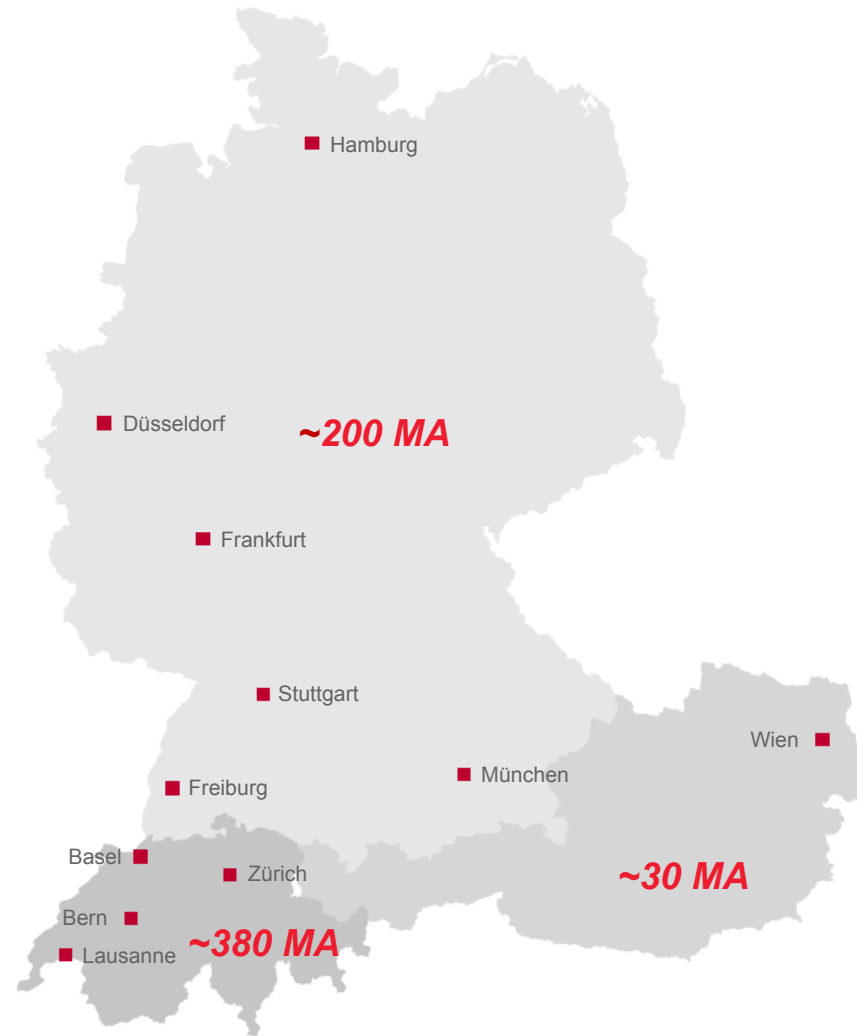 Hamburg
Düsseldorf
~200 MA
Frankfurt
Stuttgart
Wien
München
Freiburg
Basel
Zürich
~30 MA
Bern
~380 MA
Lausanne